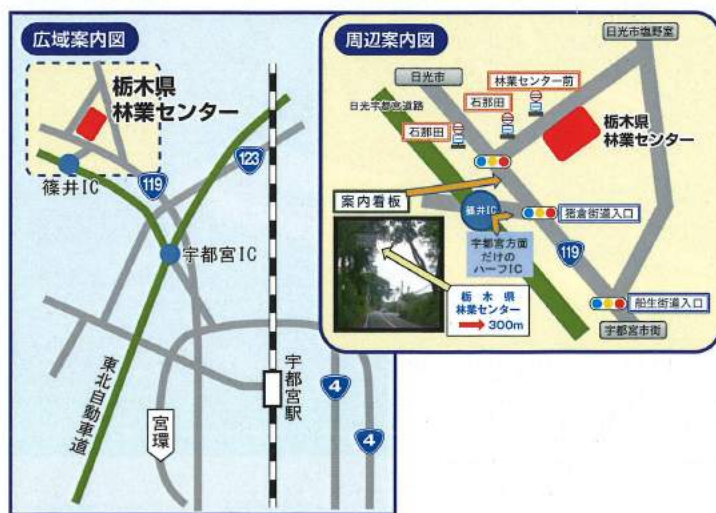 広域案内図
栃木県
林業センター
篠井IC
119
123
宇都宮IC
東北自動車道
宮環
宇都宮駅
4
4
周辺案内図
日光市塩野室
日光市
林業センター前
石那田
日光宇都宮道路
石那田
栃木県
林業センター
案内看板
篠井IC
猪倉街道入口
宇都宮方面
だけの
ハーフIC
119
栃木県
林業センター
300m
船生街道入口
宇都宮市街